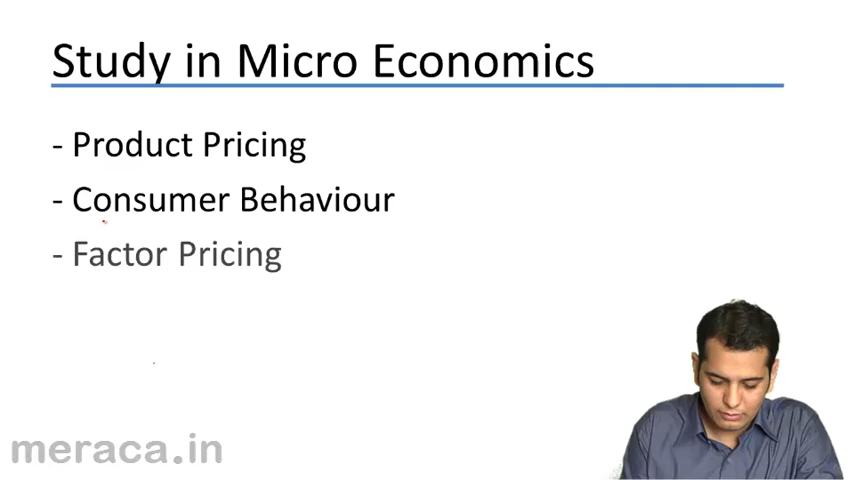 Study in Micro Economics
- Product Pricing
- Consumer Behaviour
- Factor Pricing
meraca.in